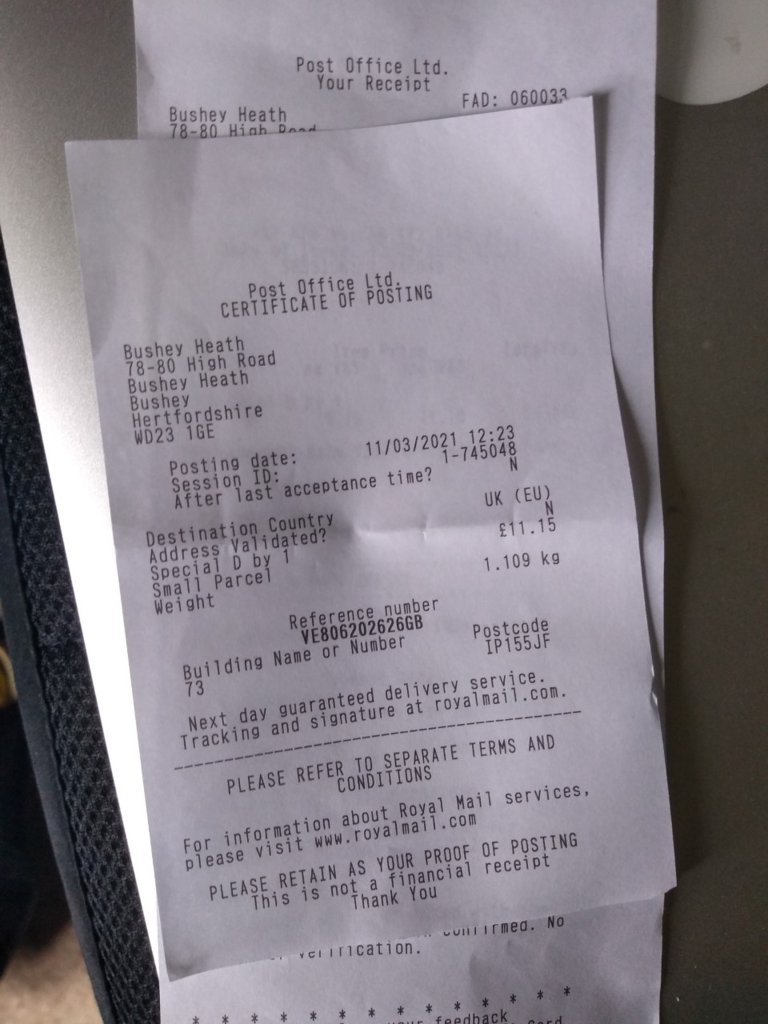 Post Office Ltd.
Your Receipt
FAD: 060033
Bushey Heath
78-80 High Road
Post Office Ltd.
CERTIFICATE OF POSTING
Bushey Heath
78-80 High Road
Bushey Heath
Bushey
Hertfordshire
WD23 1GE
Posting date: 11/03/2021 12:23
Session ID: 1-745048
After last acceptance time? N
Destination Country UK (EU)
Address Validated? N
Special D by 1 £11.15
Small Parcel
Weight 1.109 kg
Reference number
VE806202626GB
Building Name or Number Postcode
73 IP155JF
Next day guaranteed delivery service.
Tracking and signature at royalmail.com.
PLEASE REFER TO SEPARATE TERMS AND
CONDITIONS
For information about Royal Mail services,
please visit www.royalmail.com
PLEASE RETAIN AS YOUR PROOF OF POSTING
This is not a financial receipt
Thank You
confirmed. No
verification.
* * * * * * * * * * * * *
your feedback